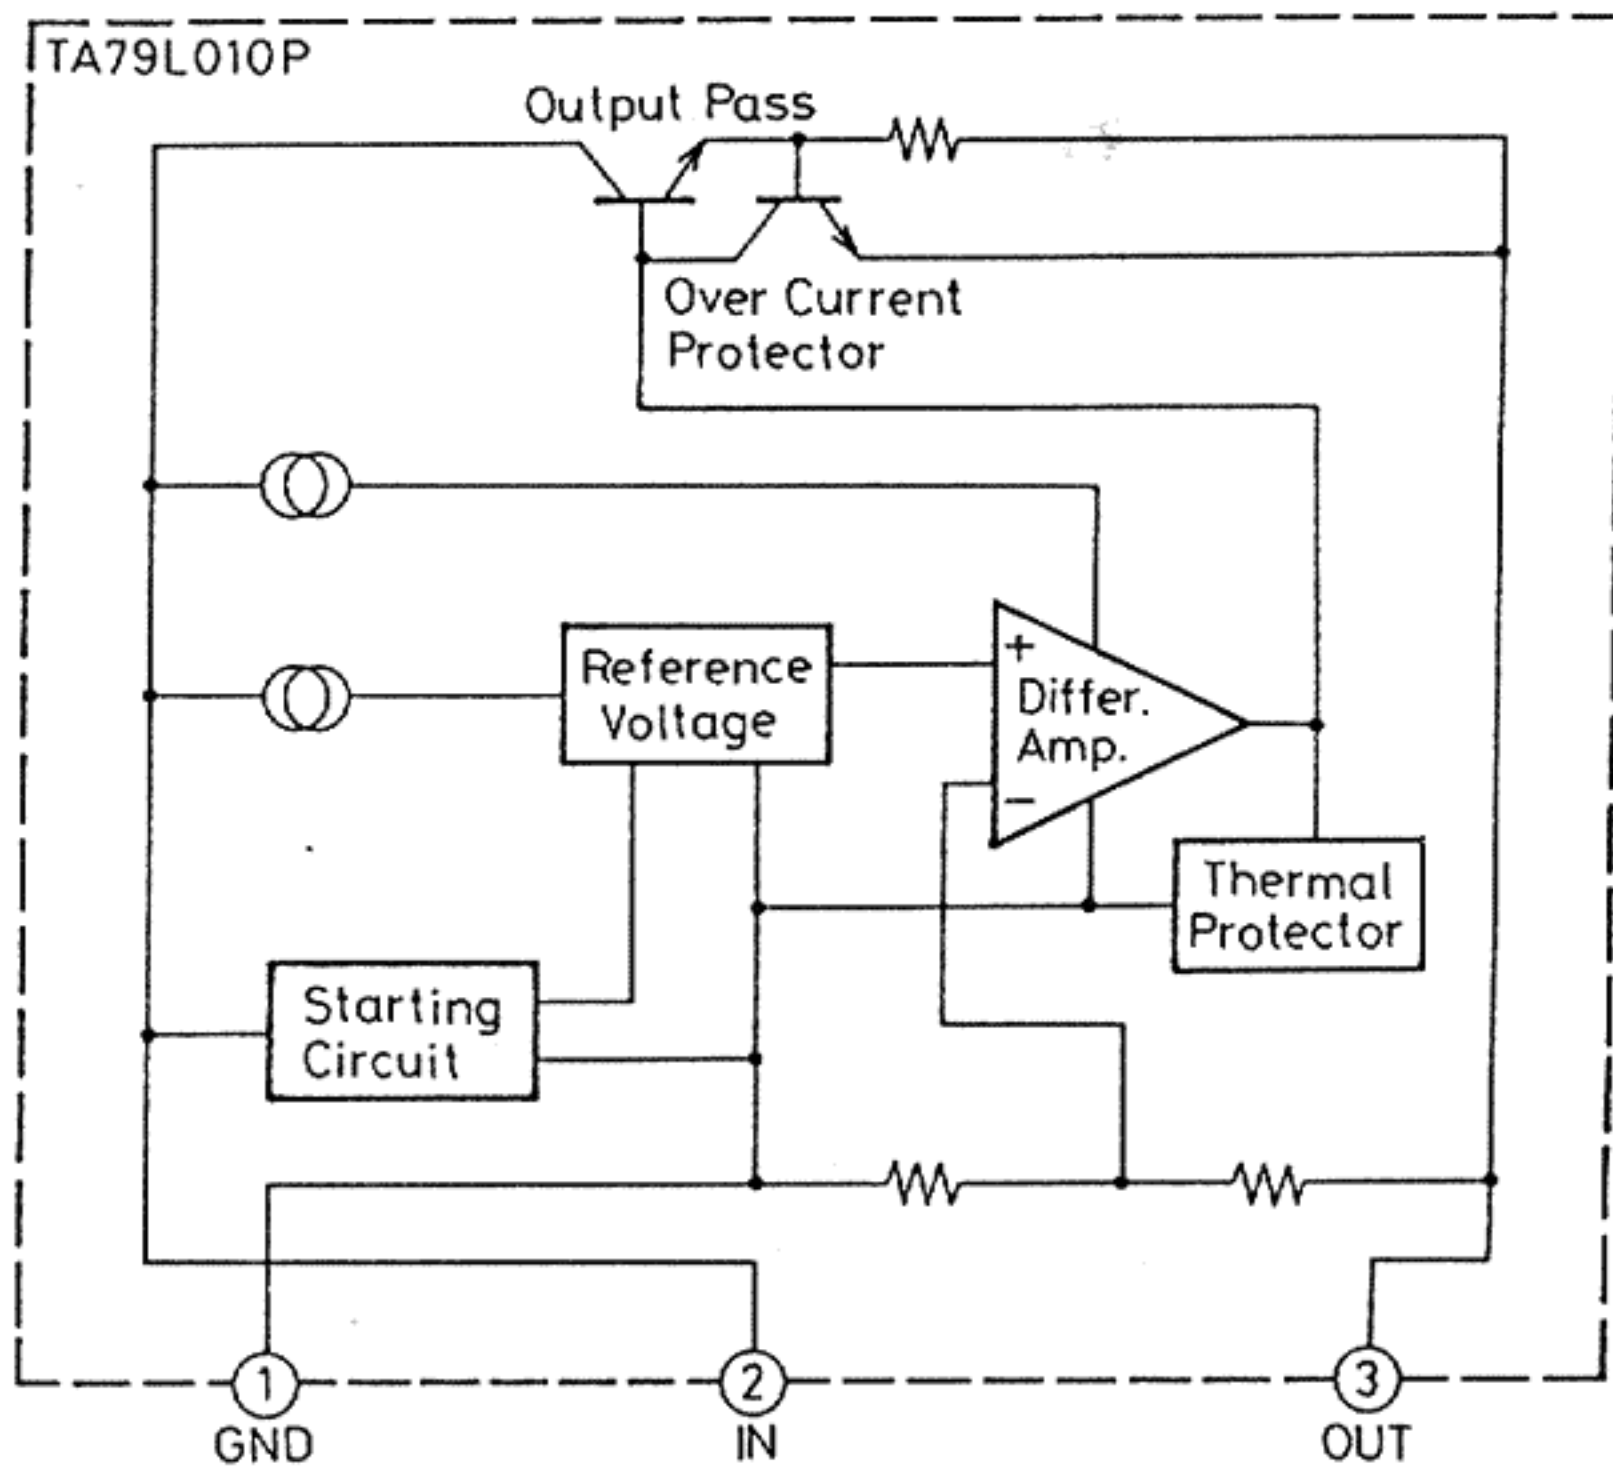 TA79L010P
Output Pass
Over Current
Protector
Reference
Voltage
+
Differ.
Amp.
−
Thermal
Protector
Starting
Circuit
1
2
3
GND
IN
OUT